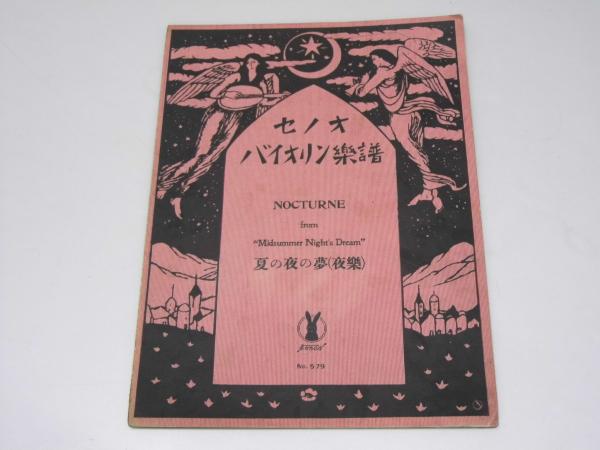 セノオ
バイオリン樂譜
NOCTURNE
from
"Midsummer Night's Dream"
夏の夜の夢(夜樂)
No. 579